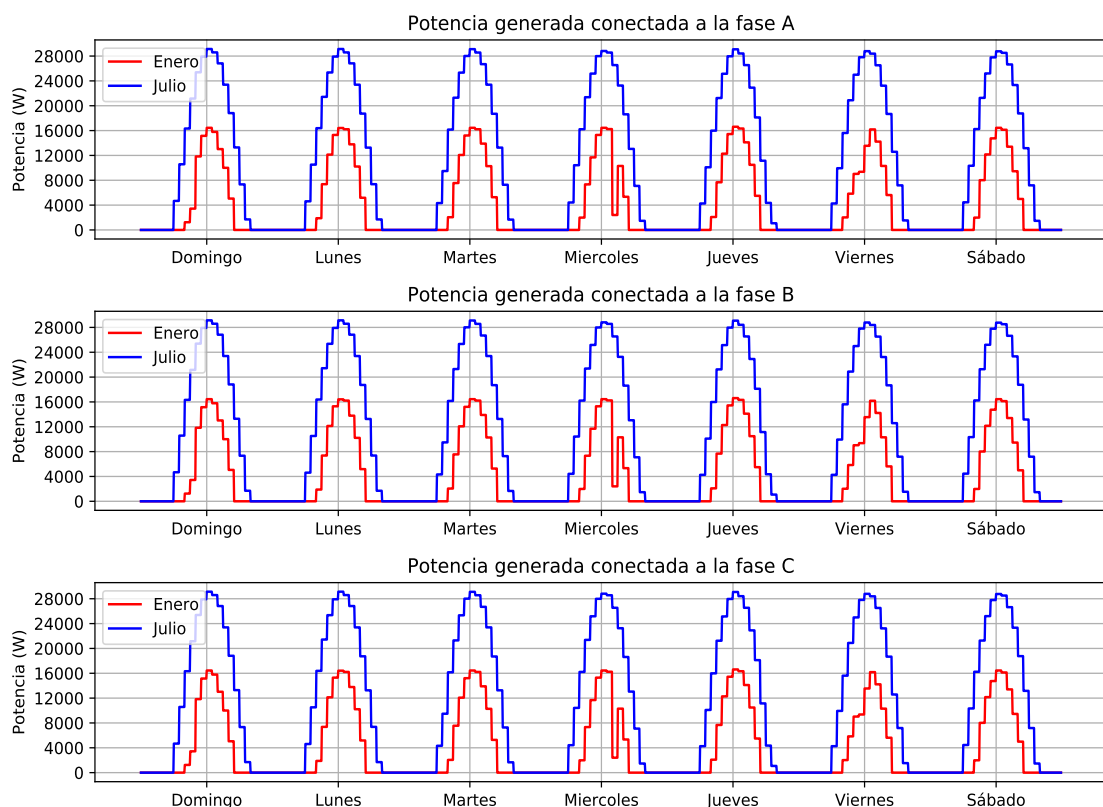 Potencia generada conectada a la fase A
Potencia (W)
28000
24000
20000
16000
12000
8000
4000
0
Enero
Julio
Domingo Lunes Martes Miercoles Jueves Viernes Sábado
Potencia generada conectada a la fase B
Potencia (W)
28000
24000
20000
16000
12000
8000
4000
0
Enero
Julio
Domingo Lunes Martes Miercoles Jueves Viernes Sábado
Potencia generada conectada a la fase C
Potencia (W)
28000
24000
20000
16000
12000
8000
4000
0
Enero
Julio
Domingo Lunes Martes Miercoles Jueves Viernes Sábado